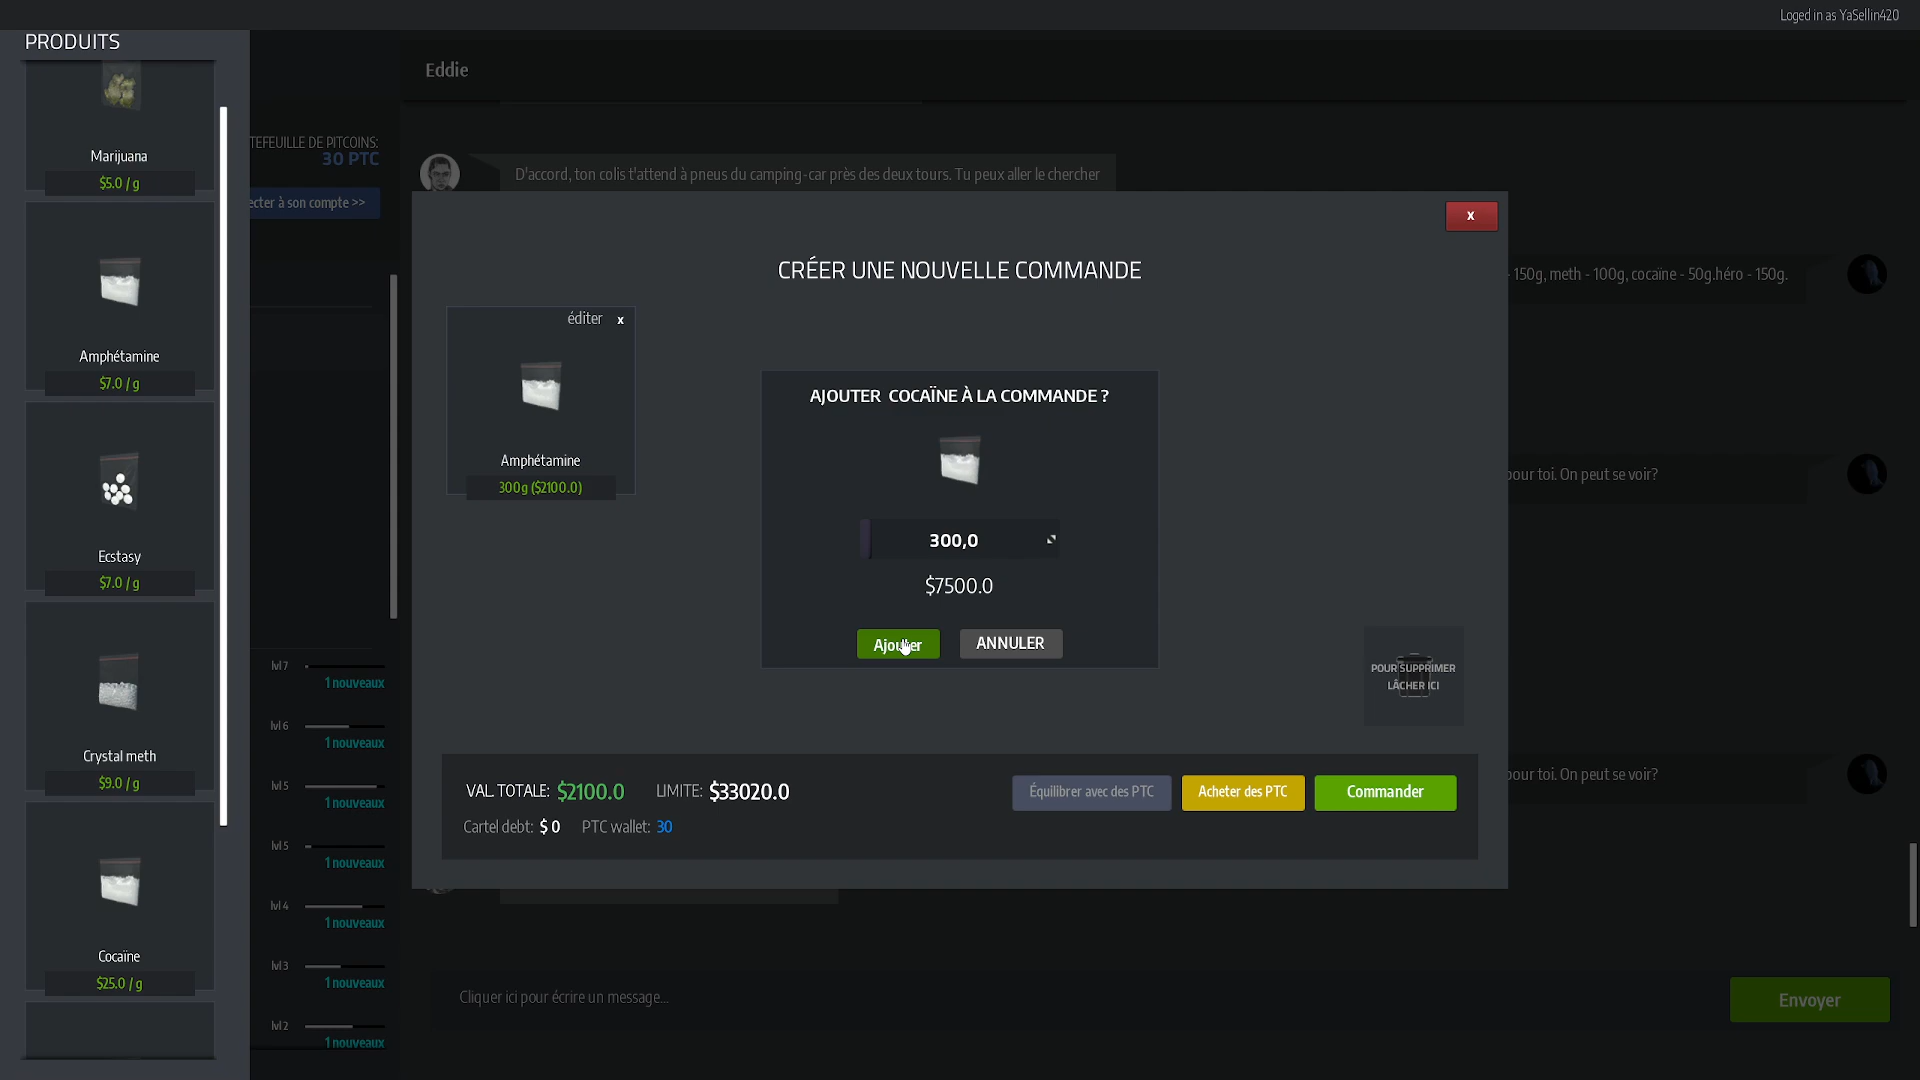 Loged in as YaSellin420
PRODUITS
Marijuana
$5.0 / g
Amphétamine
$7.0 / g
Ecstasy
$7.0 / g
Crystal meth
$9.0 / g
Cocaïne
$25.0 / g
TEFEUILLE DE PITCOINS:
30 PTC
ecter à son compte >>
lvl 7
1 nouveaux
lvl 6
1 nouveaux
lvl 5
1 nouveaux
lvl 5
1 nouveaux
lvl 4
1 nouveaux
lvl 3
1 nouveaux
lvl 2
1 nouveaux
Eddie
D'accord, ton colis t'attend à pneus du camping-car près des deux tours. Tu peux aller le chercher
- 150g, meth - 100g, cocaïne - 50g.héro - 150g.
pour toi. On peut se voir?
pour toi. On peut se voir?
x
CRÉER UNE NOUVELLE COMMANDE
éditer x
Amphétamine
300g ($2100.0)
AJOUTER COCAÏNE À LA COMMANDE ?
300,0
$7500.0
Ajouter
ANNULER
POUR SUPPRIMER
LÂCHER ICI
VAL. TOTALE: $2100.0 LIMITE: $33020.0
Cartel debt: $ 0 PTC wallet: 30
Équilibrer avec des PTC
Acheter des PTC
Commander
Cliquer ici pour écrire un message...
Envoyer